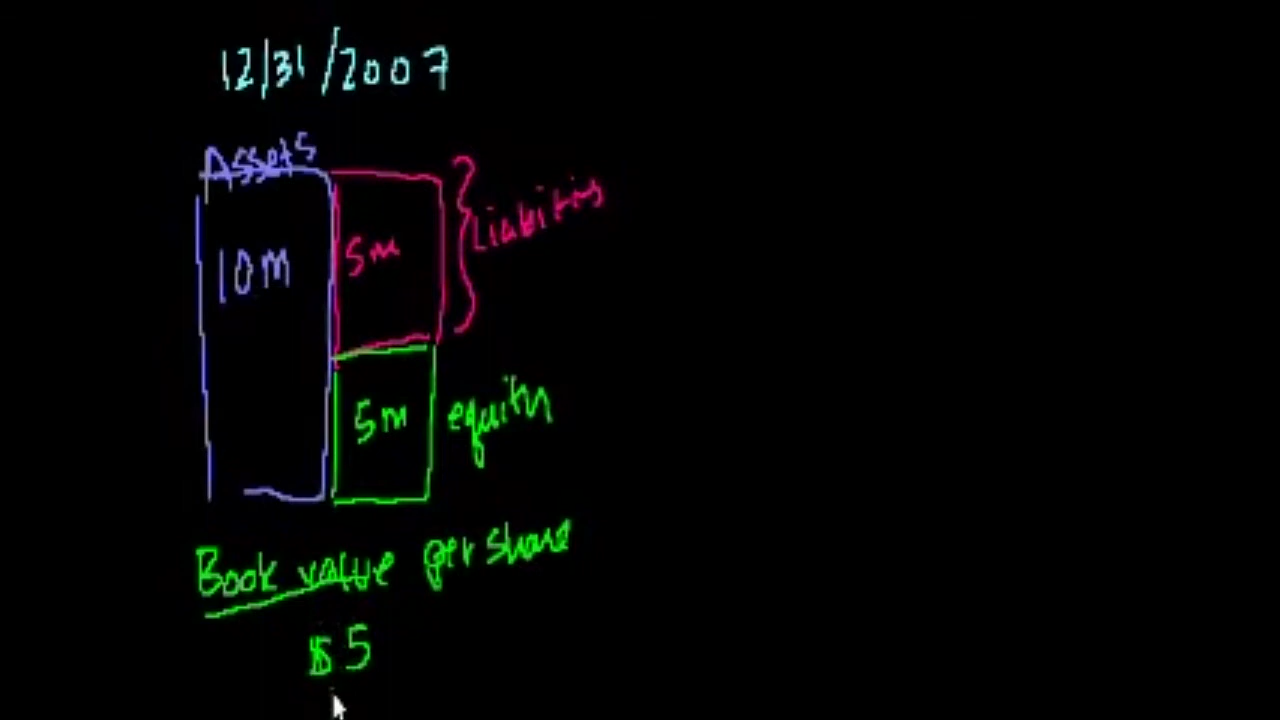 12/31/2007
Assets
10m
5m
Liabilities
5m
equity
Book value per share
$5